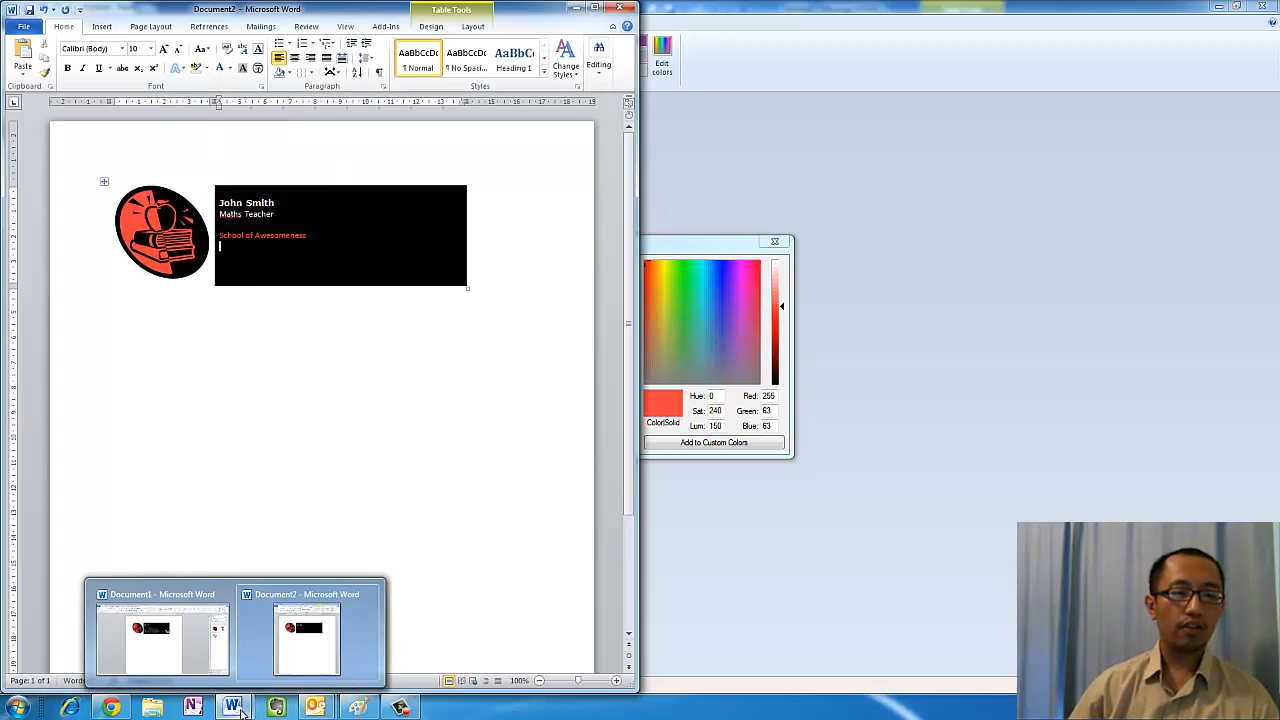 Document2 - Microsoft Word
Table Tools
File
Home
Insert
Page Layout
References
Mailings
Review
View
Add-Ins
Design
Layout
Paste
Calibri (Body)
10
Clipboard
Font
Paragraph
AaBbCcDc
¶ Normal
AaBbCcDc
¶ No Spaci...
AaBbC
Heading 1
Change
Styles
Styles
Editing
Edit
colors
John Smith
Maths Teacher
School of Awesomeness
Hue: 0
Red: 255
Sat: 240
Green: 63
Color|Solid
Lum: 150
Blue: 63
Add to Custom Colors
Document1 - Microsoft Word
Document2 - Microsoft Word
Page: 1 of 1
Words
100%